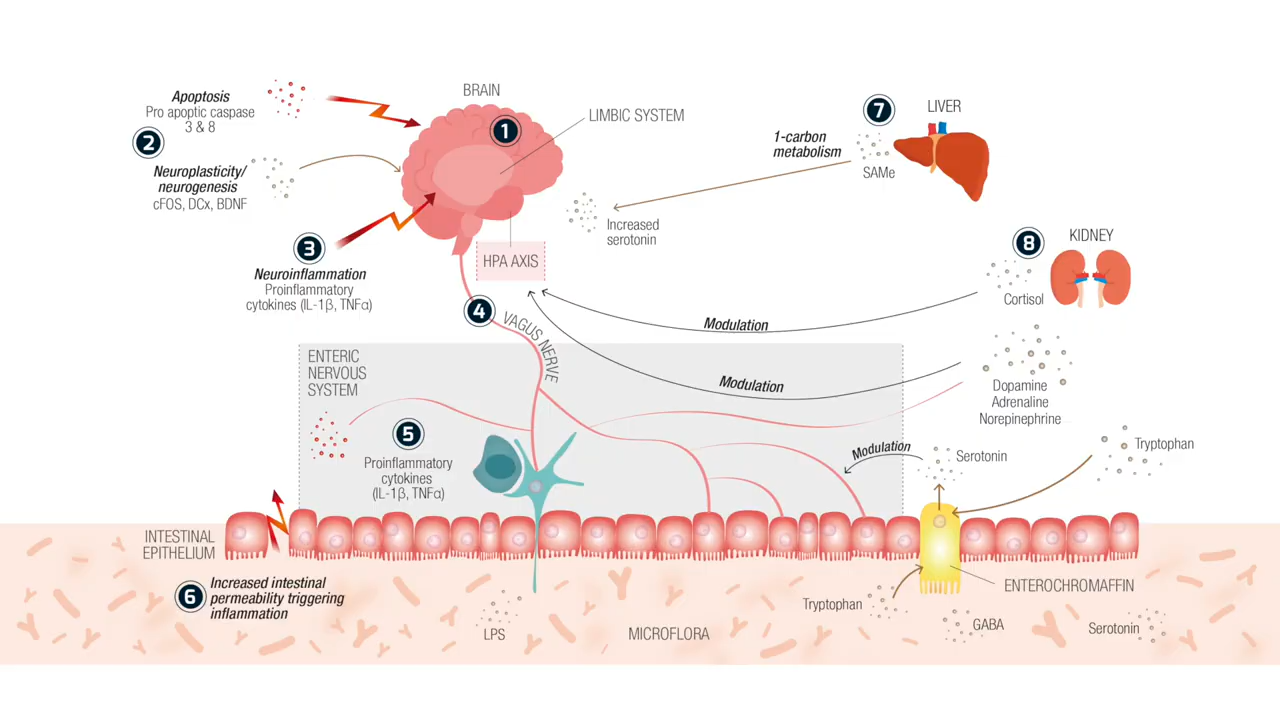 BRAIN
1
LIMBIC SYSTEM
Apoptosis
Pro apoptic caspase
3 & 8
2
Neuroplasticity/
neurogenesis
cFOS, DCx, BDNF
3
Neuroinflammation
Proinflammatory
cytokines (IL-1β, TNFα)
HPA AXIS
4
VAGUS NERVE
7
LIVER
1-carbon
metabolism
SAMe
Increased
serotonin
8
KIDNEY
Cortisol
Modulation
Modulation
Dopamine
Adrenaline
Norepinephrine
ENTERIC
NERVOUS
SYSTEM
5
Proinflammatory
cytokines
(IL-1β, TNFα)
Modulation
Serotonin
Tryptophan
INTESTINAL
EPITHELIUM
6
Increased intestinal
permeability triggering
inflammation
LPS
MICROFLORA
Tryptophan
ENTEROCHROMAFFIN
GABA
Serotonin